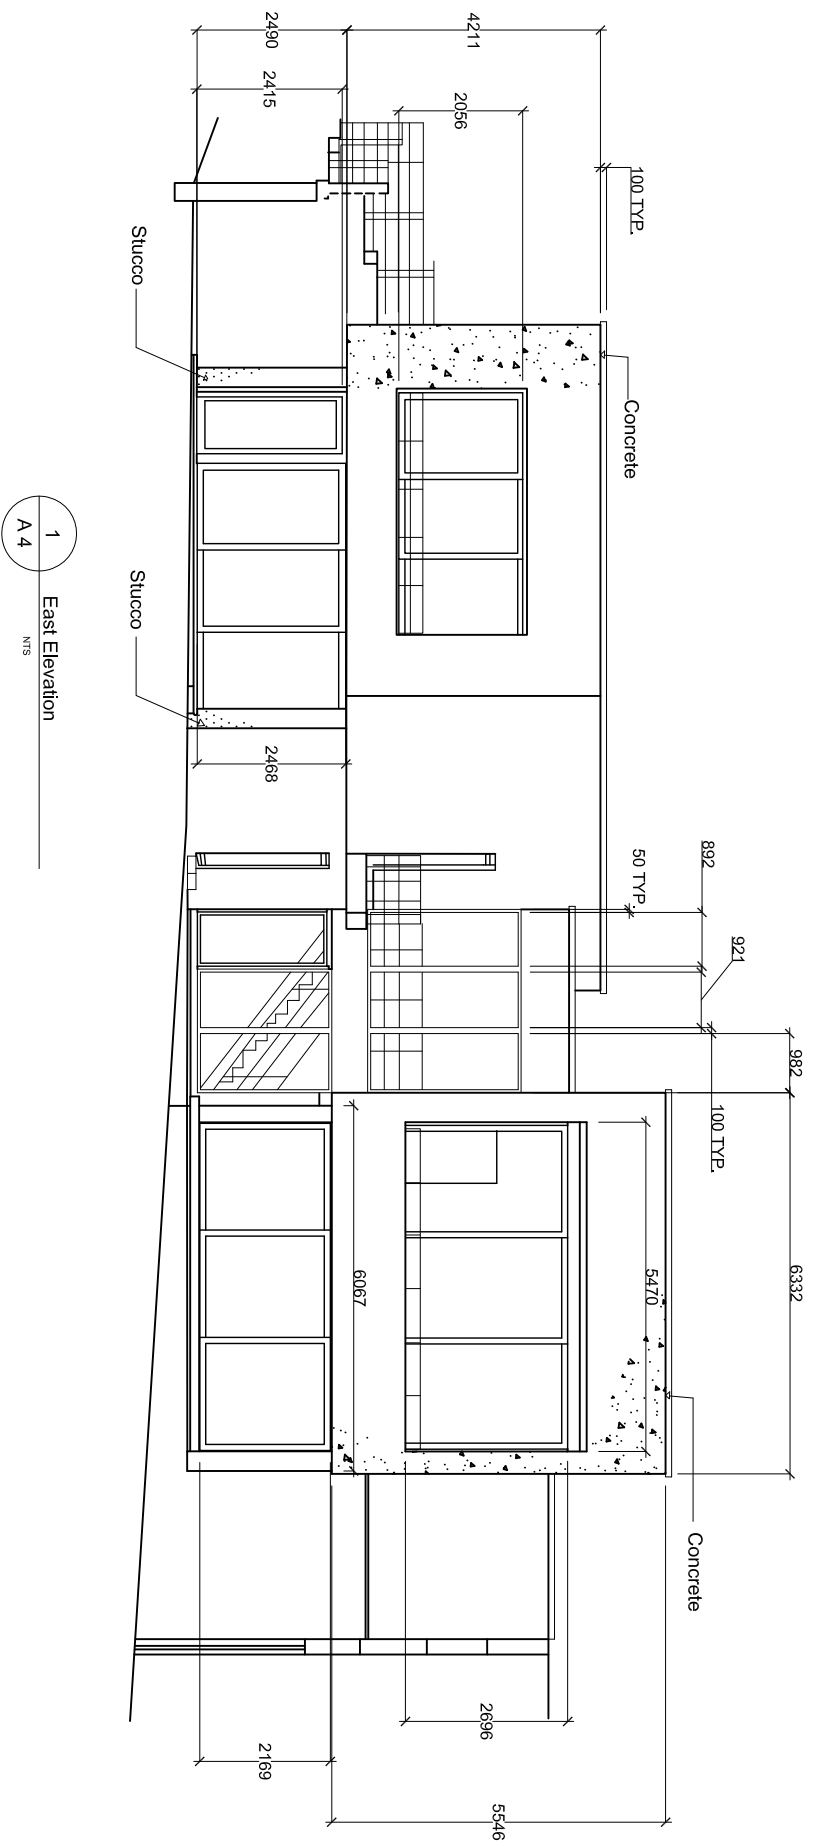 2490
4211
2415
2056
100 TYP.
Stucco
Concrete
1
A 4
East Elevation
NTS
Stucco
2468
50 TYP.
892
921
982
100 TYP.
6067
5470
6332
Concrete
2696
2169
5546